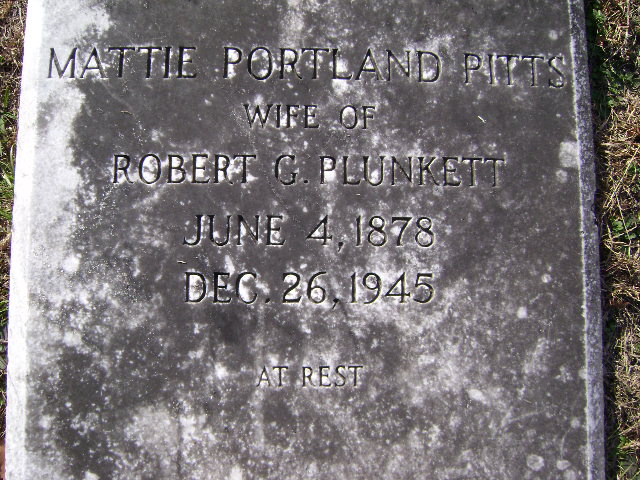 MATTIE PORTLAND PITTS
WIFE OF
ROBERT G. PLUNKETT
JUNE 4, 1878
DEC. 26, 1945
AT REST